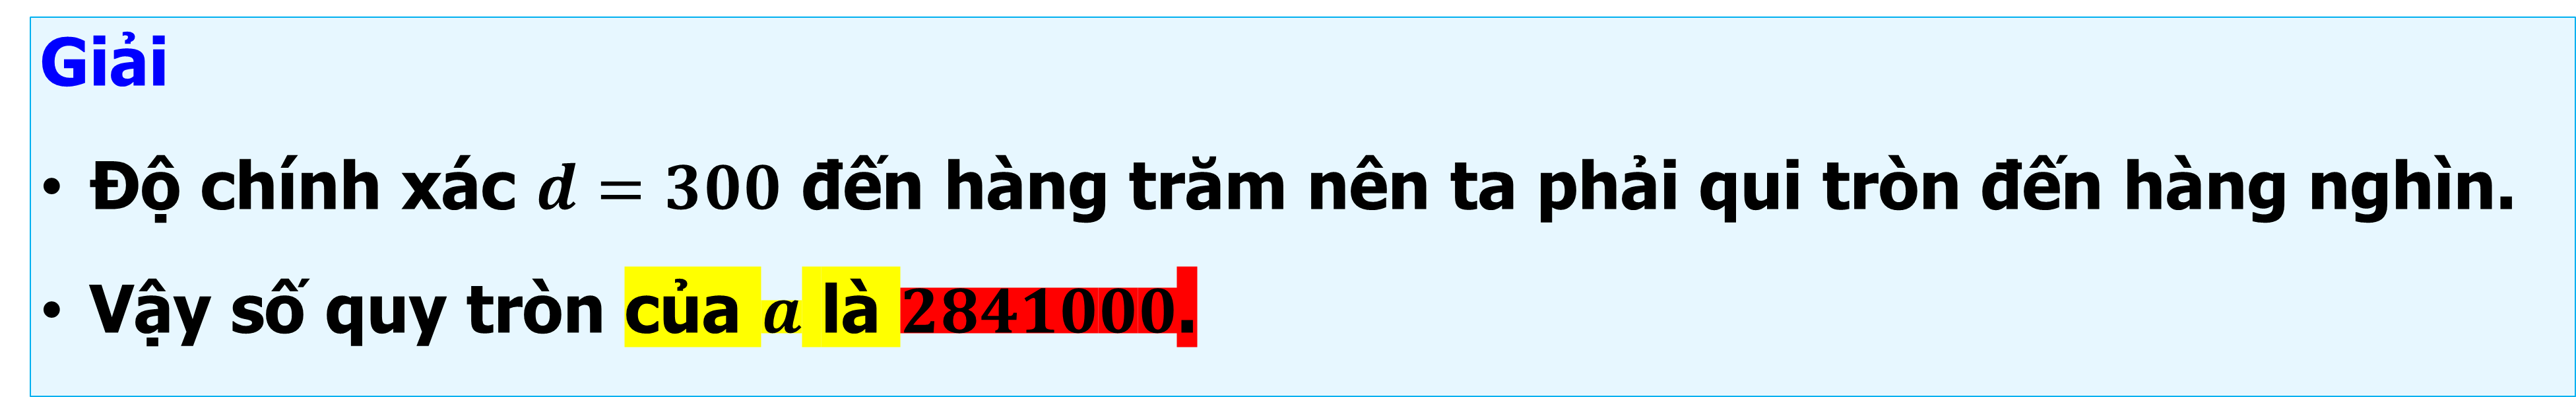 Giải
• Độ chính xác d = 300 đến hàng trăm nên ta phải qui tròn đến hàng nghìn.
• Vậy số quy tròn của a là 2841000.